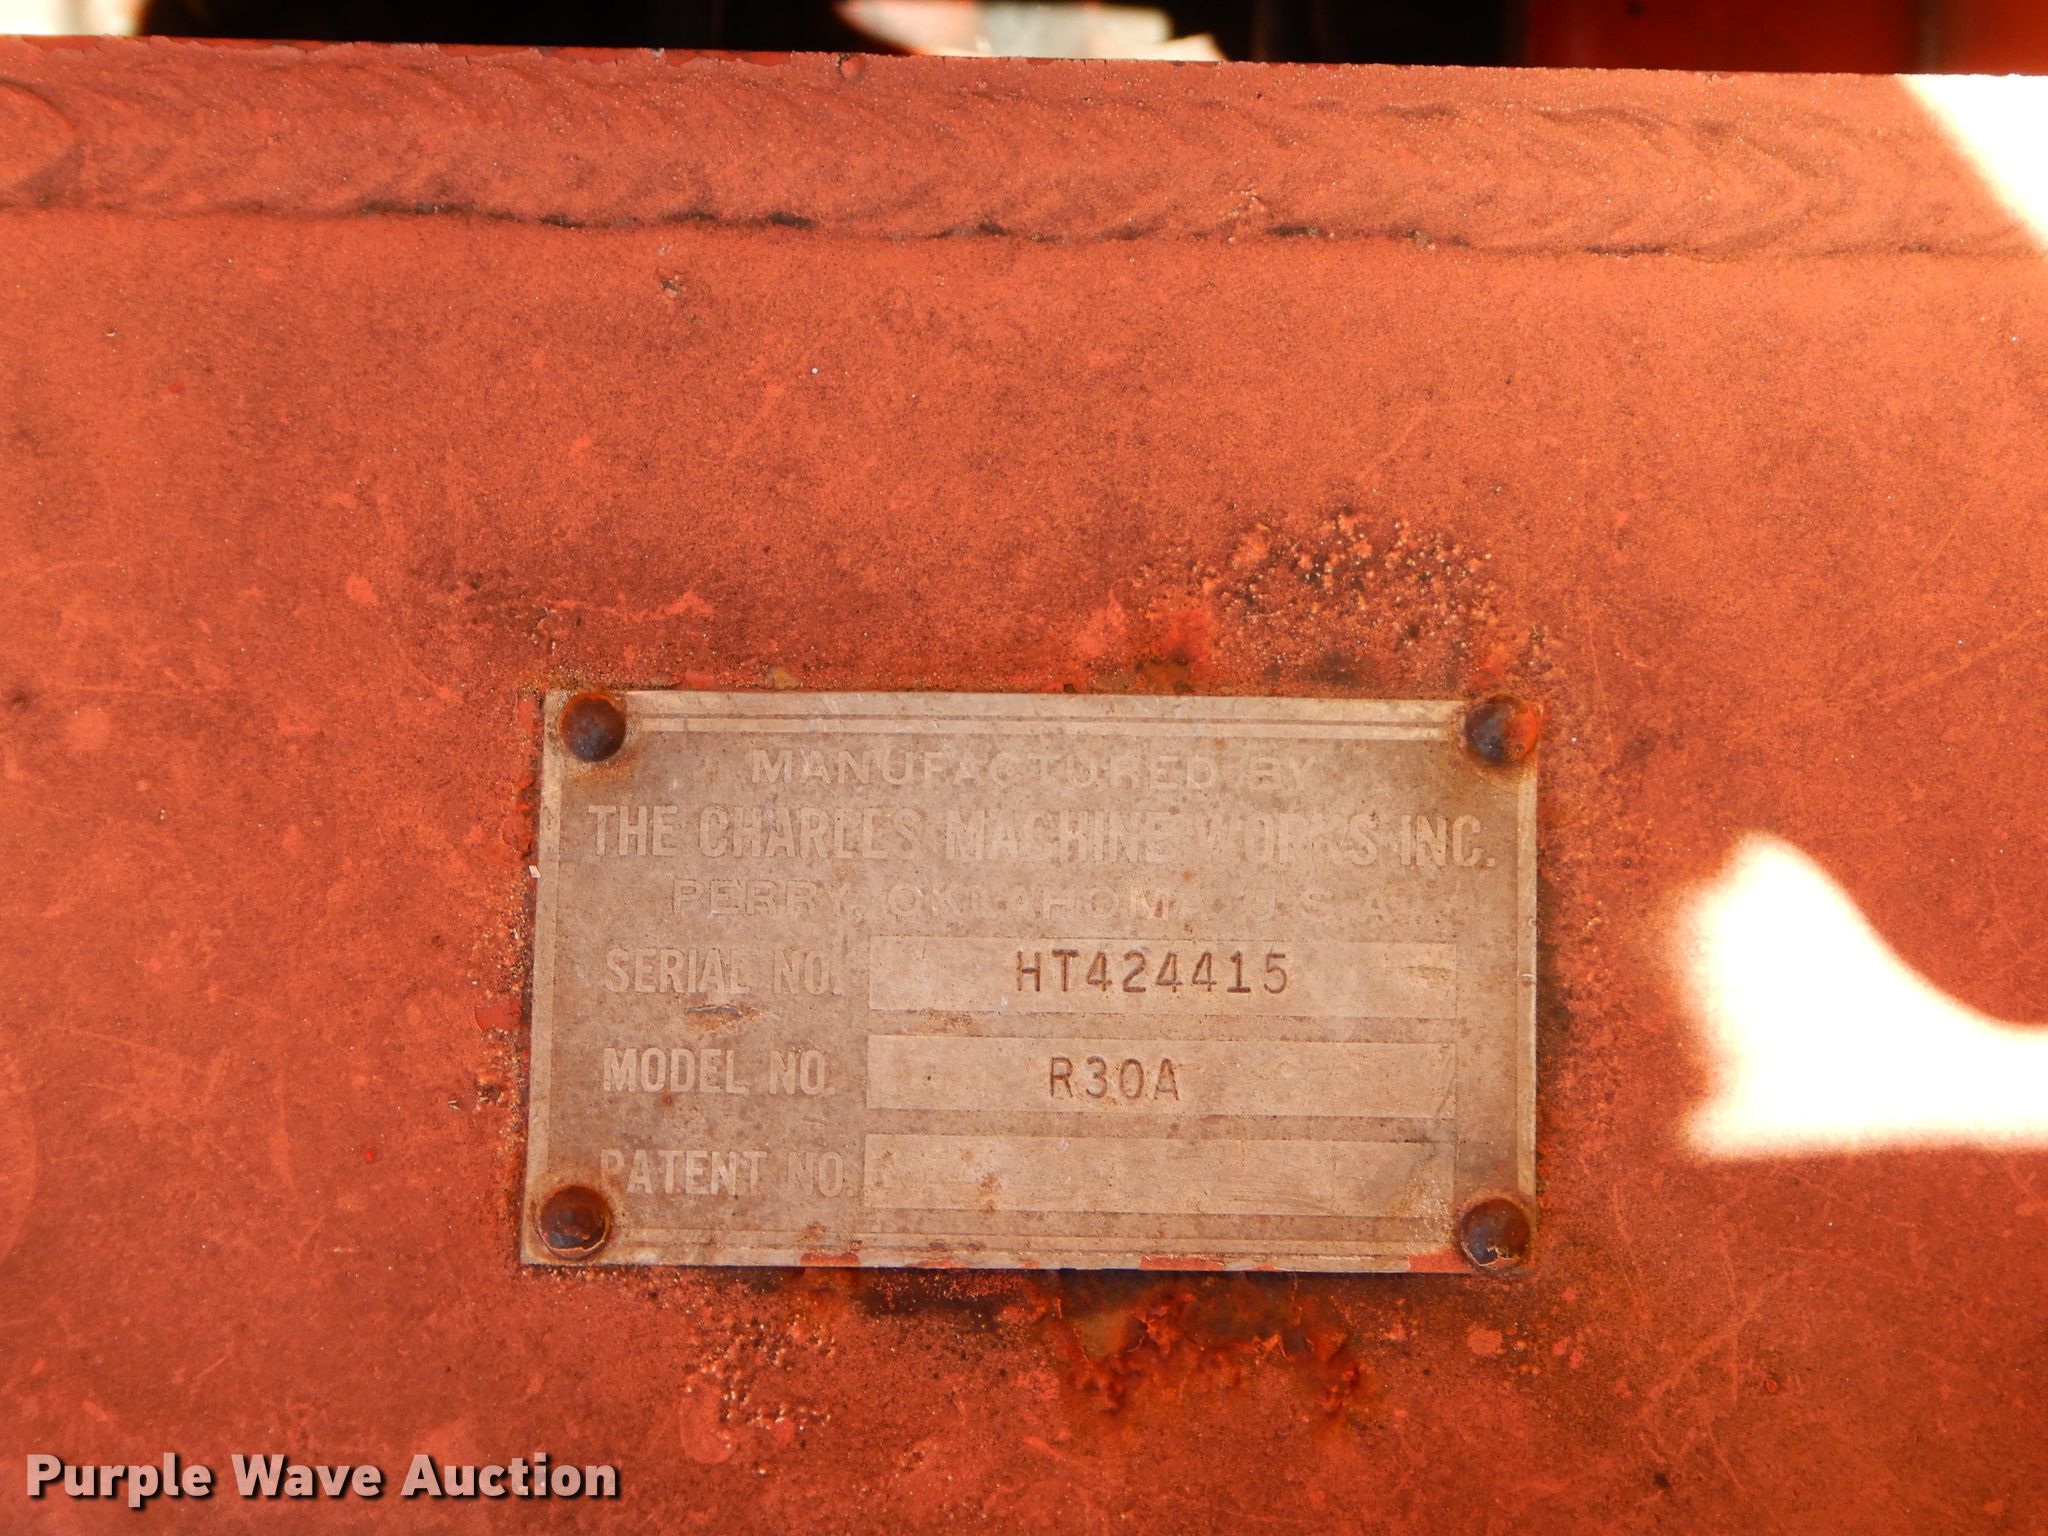 MANUFACTURED BY
THE CHARLES MACHINE WORKS INC.
PERRY, OKLAHOMA U.S.A.
SERIAL NO. HT424415
MODEL NO. R30A
PATENT NO.
Purple Wave Auction